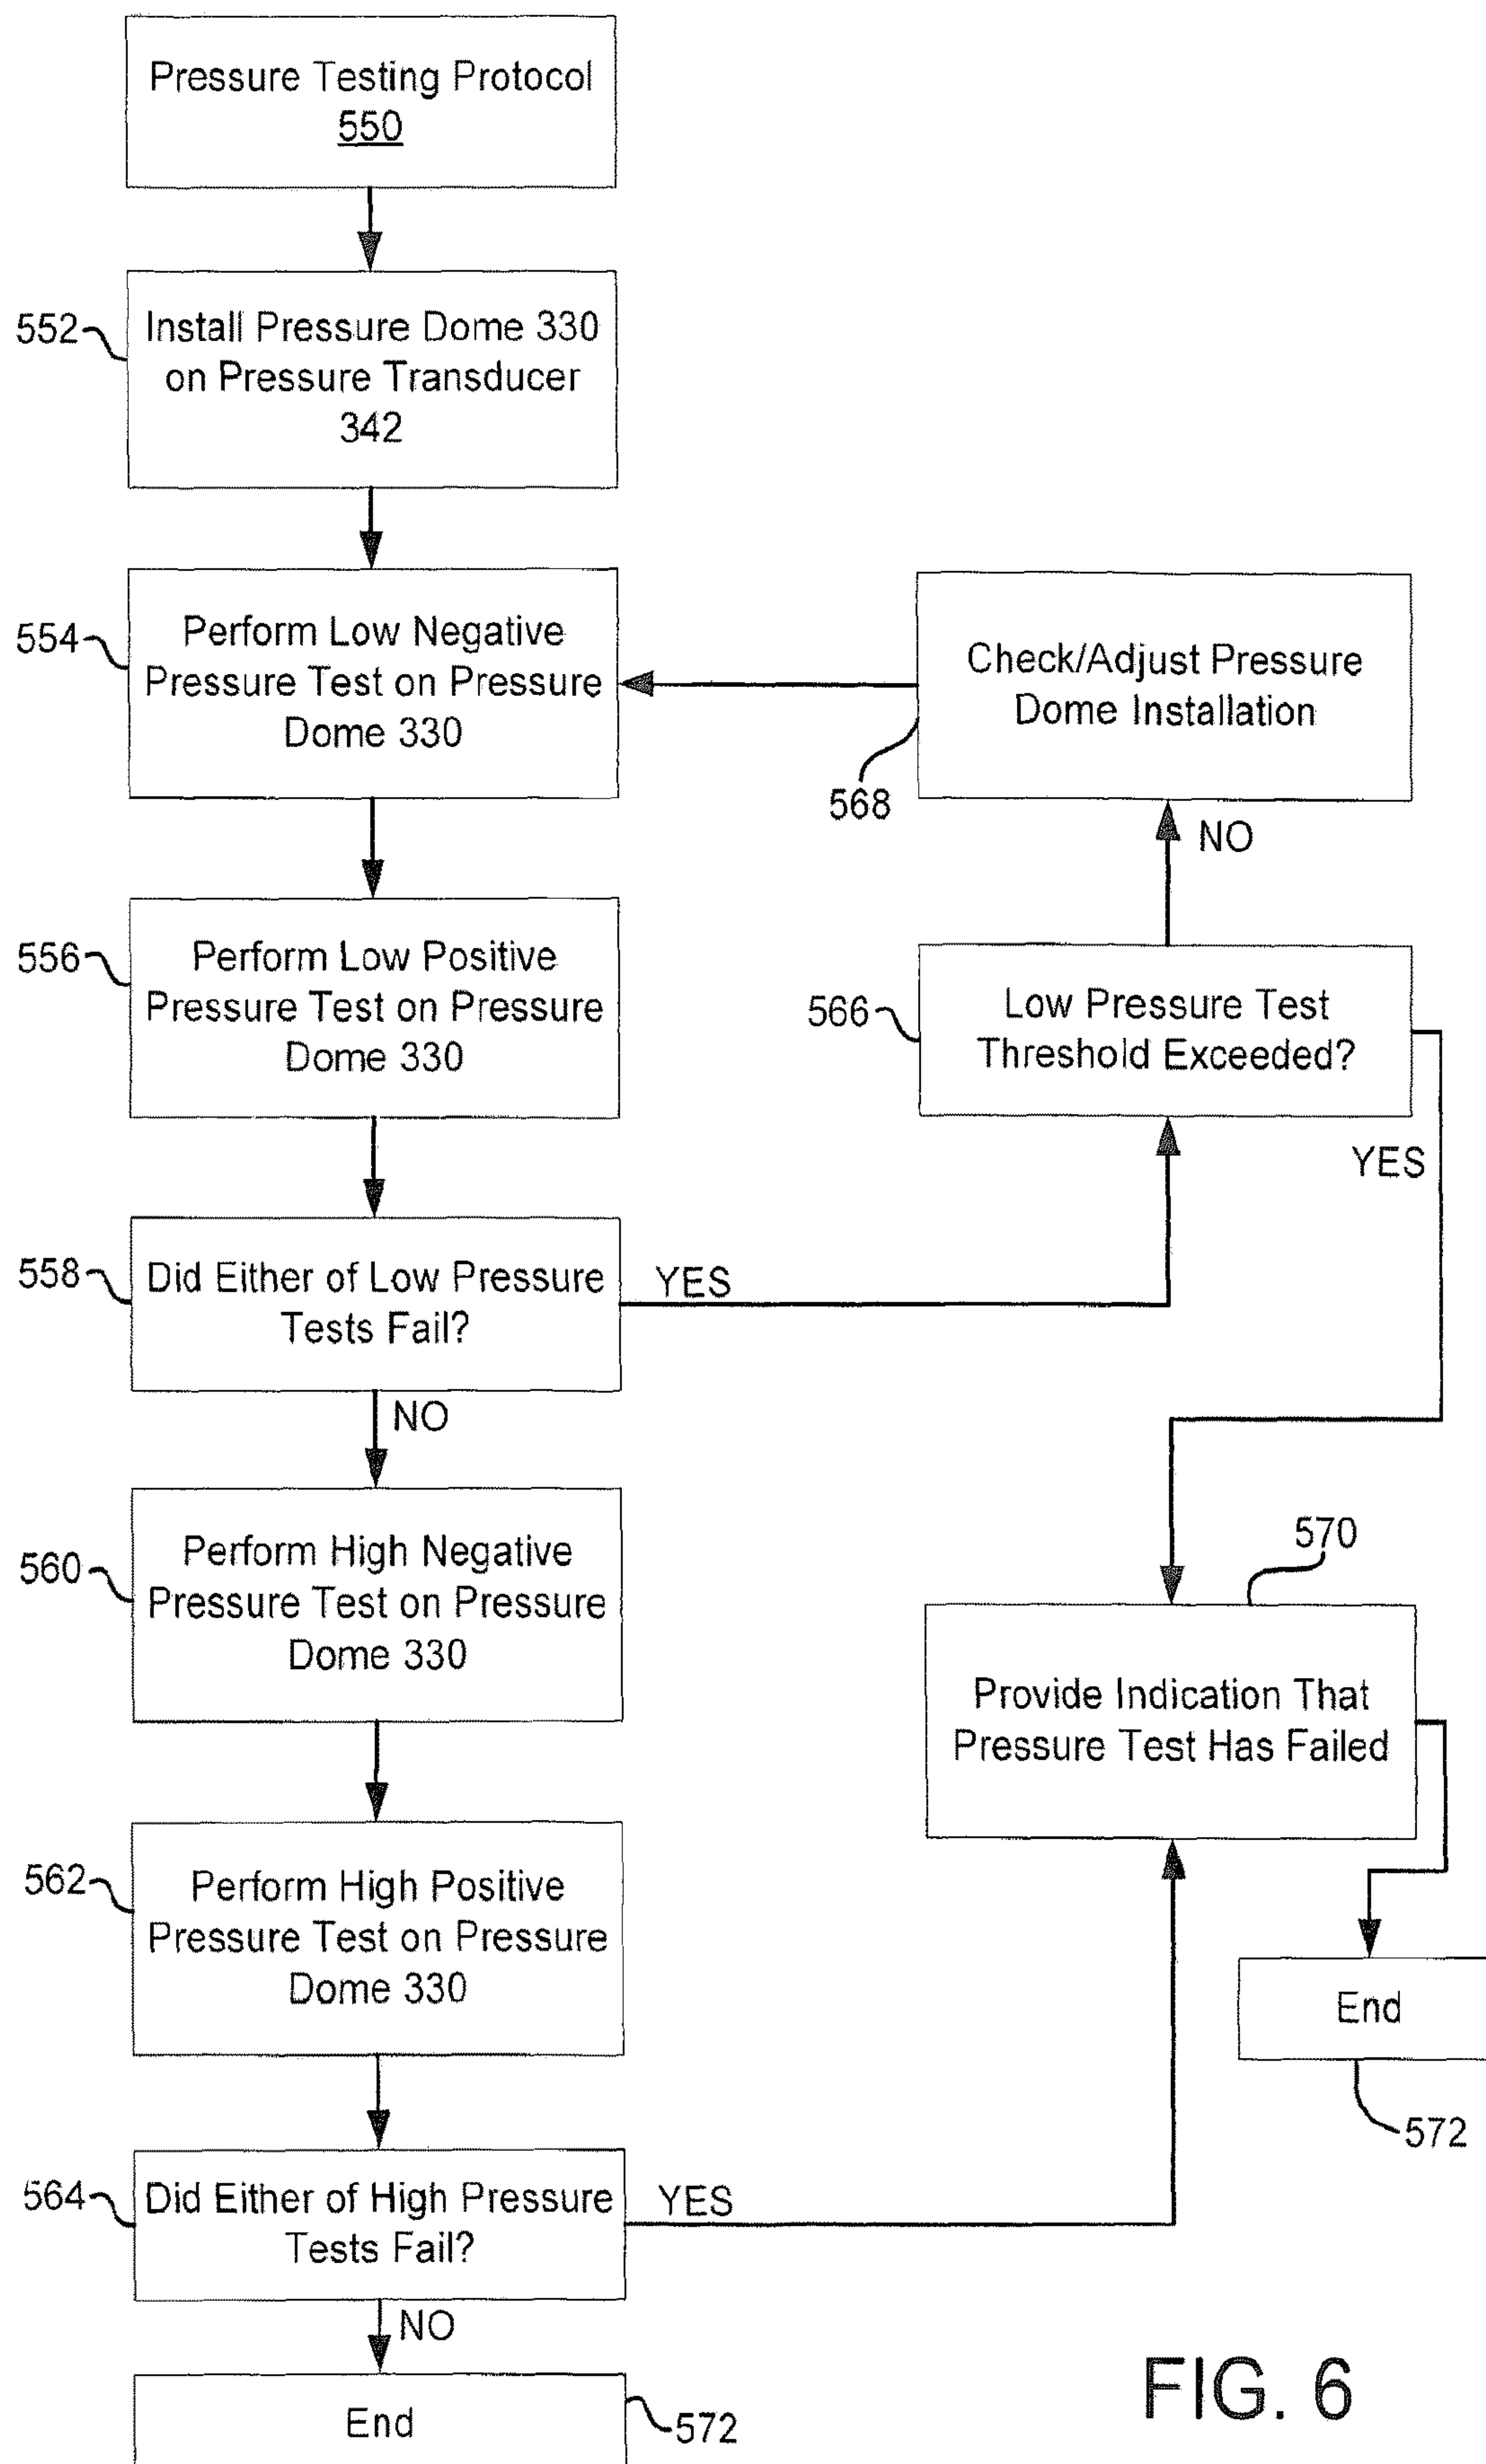 Pressure Testing Protocol
550
552
Install Pressure Dome 330
on Pressure Transducer
342
554
Perform Low Negative
Pressure Test on Pressure
Dome 330
Check/Adjust Pressure
Dome Installation
568
NO
556
Perform Low Positive
Pressure Test on Pressure
Dome 330
566
Low Pressure Test
Threshold Exceeded?
YES
558
Did Either of Low Pressure
Tests Fail?
YES
NO
560
Perform High Negative
Pressure Test on Pressure
Dome 330
570
Provide Indication That
Pressure Test Has Failed
562
Perform High Positive
Pressure Test on Pressure
Dome 330
End
572
564
Did Either of High Pressure
Tests Fail?
YES
NO
End
572
FIG. 6